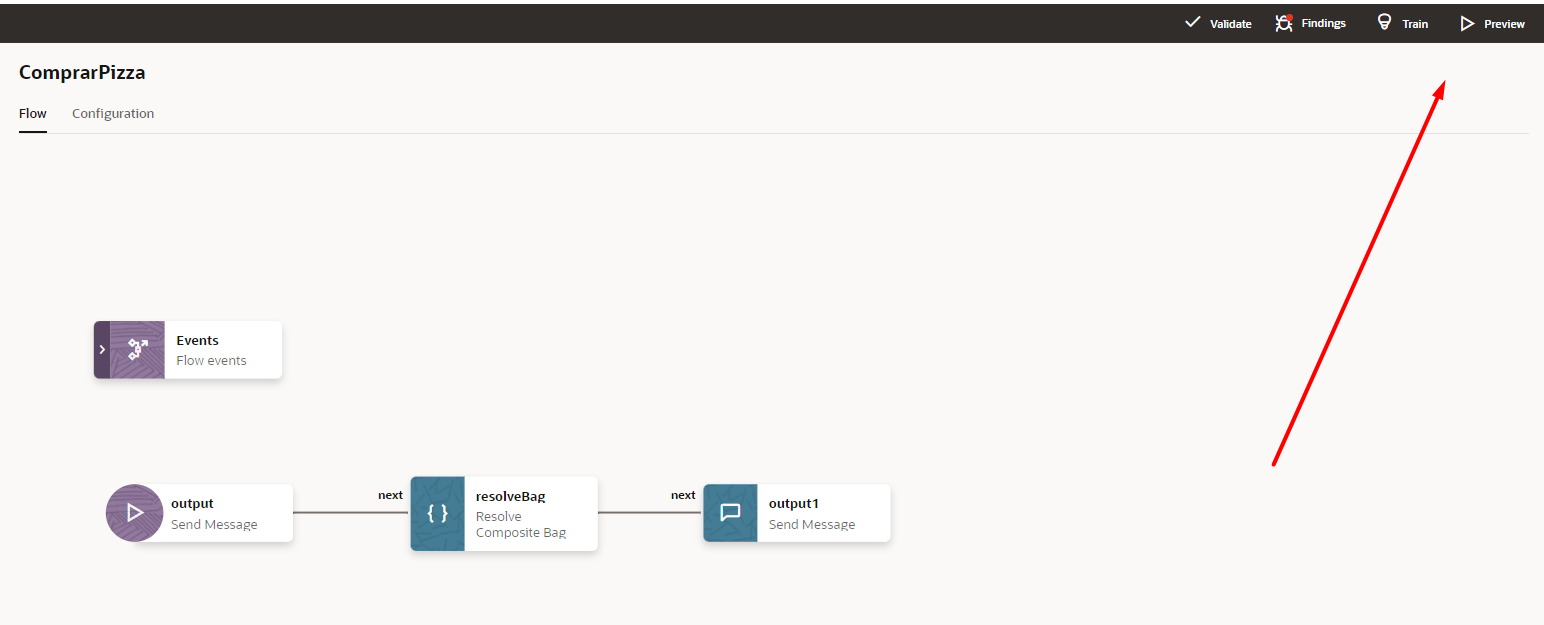 Validate Findings Train Preview
ComprarPizza
Flow Configuration
Events
Flow events
output
Send Message
next
resolveBag
Resolve
Composite Bag
next
output1
Send Message